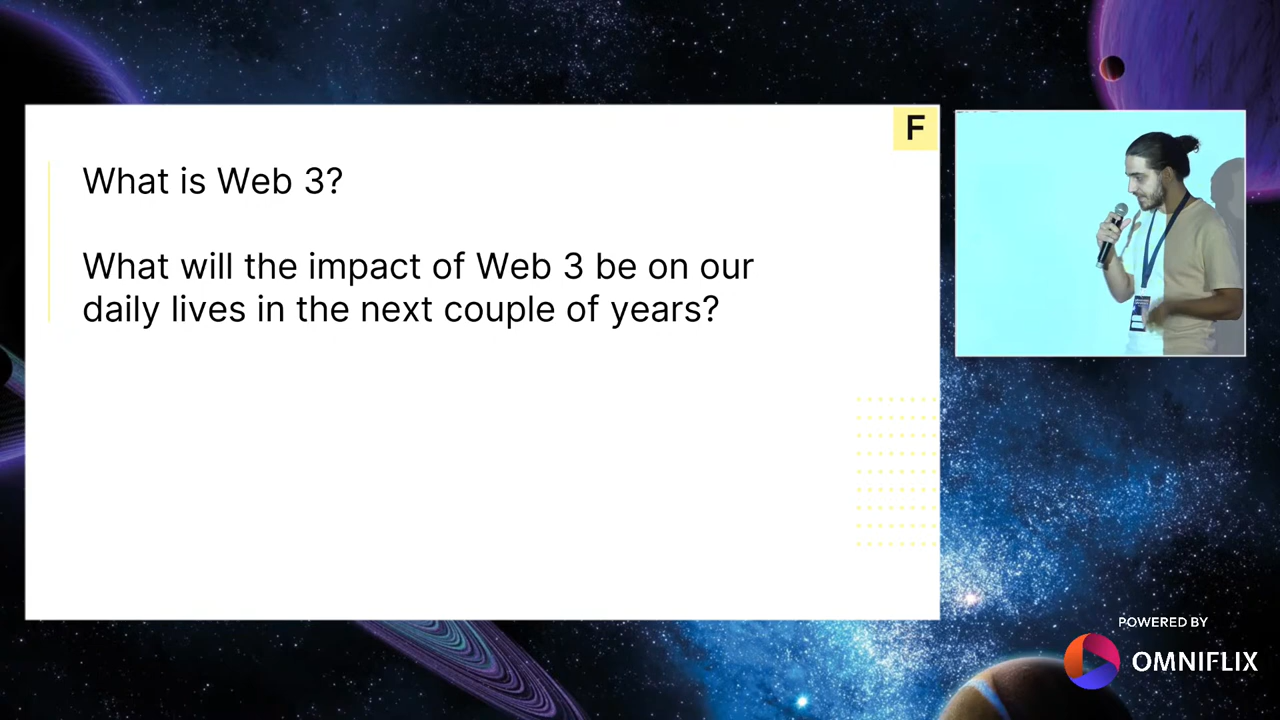 F
What is Web 3?
What will the impact of Web 3 be on our
daily lives in the next couple of years?
POWERED BY
OMNIFLIX